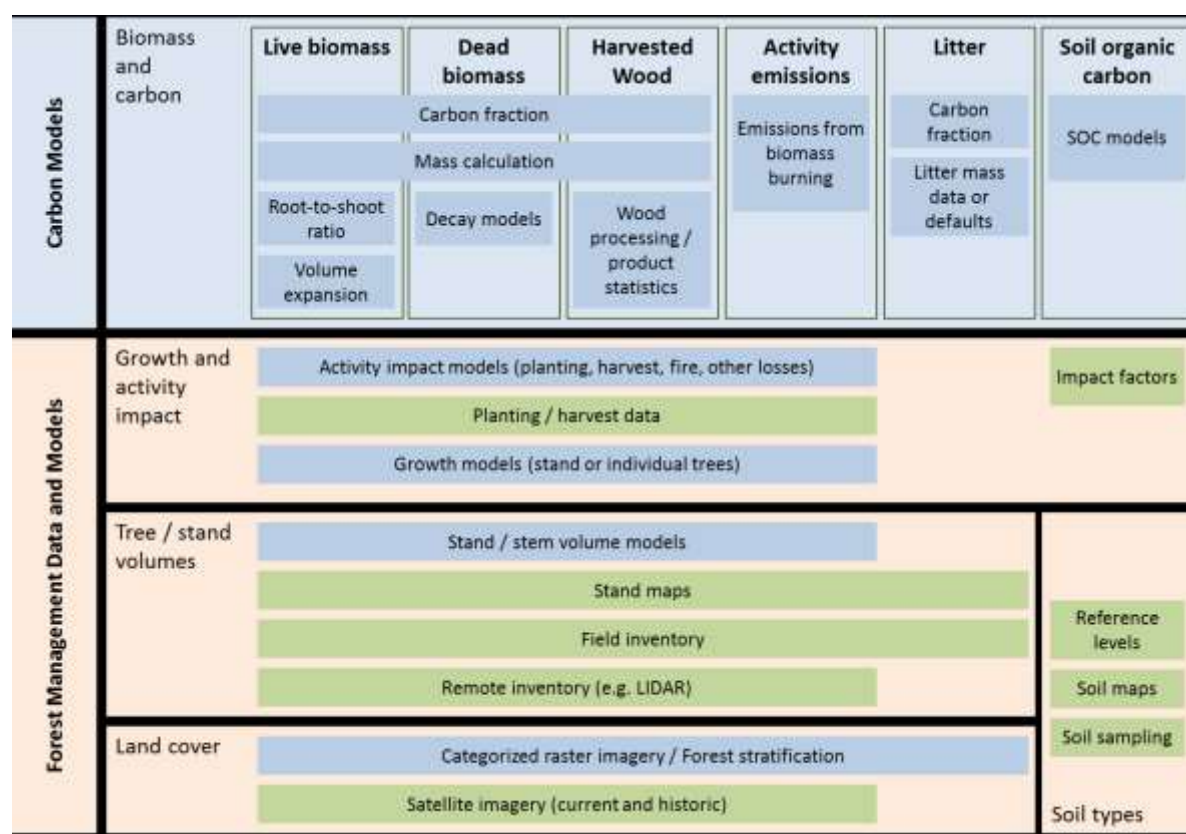 Carbon Models
Biomass
and
carbon
Live biomass
Dead
biomass
Harvested
Wood
Activity
emissions
Litter
Soil organic
carbon
Carbon fraction
Mass calculation
Root-to-shoot
ratio
Volume
expansion
Decay models
Wood
processing /
product
statistics
Emissions from
biomass
burning
Carbon
fraction
Litter mass
data or
defaults
SOC models
Forest Management Data and Models
Growth and
activity
impact
Activity impact models (planting, harvest, fire, other losses)
Planting / harvest data
Growth models (stand or individual trees)
Impact factors
Tree / stand
volumes
Stand / stem volume models
Stand maps
Field inventory
Remote inventory (e.g. LIDAR)
Land cover
Categorized raster imagery / Forest stratification
Satellite imagery (current and historic)
Reference
levels
Soil maps
Soil sampling
Soil types